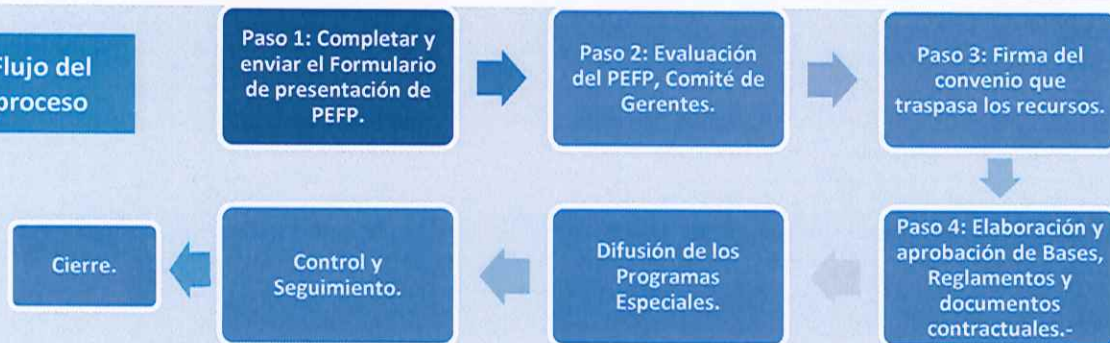 Flujo del
proceso
Paso 1: Completar y
enviar el Formulario
de presentación de
PEFP.
Paso 2: Evaluación
del PEFP, Comité de
Gerentes.
Paso 3: Firma del
convenio que
traspasa los recursos.
Paso 4: Elaboración y
aprobación de Bases,
Reglamentos y
documentos
contractuales.-
Difusión de los
Programas
Especiales.
Control y
Seguimiento.
Cierre.